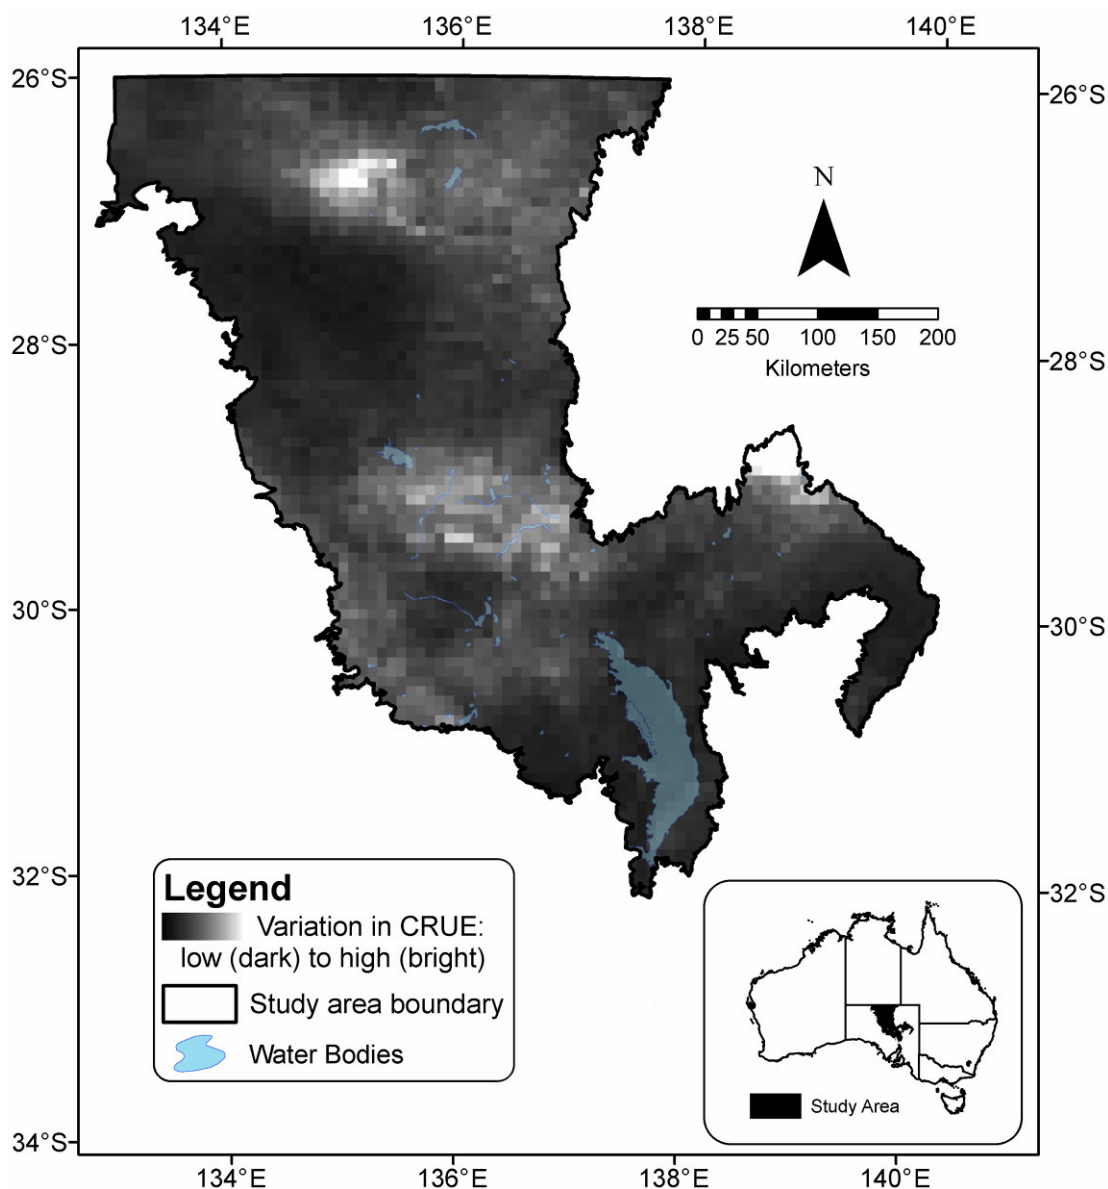 134°E 136°E 138°E 140°E
26°S 26°S
N
0 25 50 100 150 200
Kilometers
28°S 28°S
30°S 30°S
32°S 32°S
Legend
Variation in CRUE:
low (dark) to high (bright)
Study area boundary
Water Bodies
Study Area
34°S
134°E 136°E 138°E 140°E